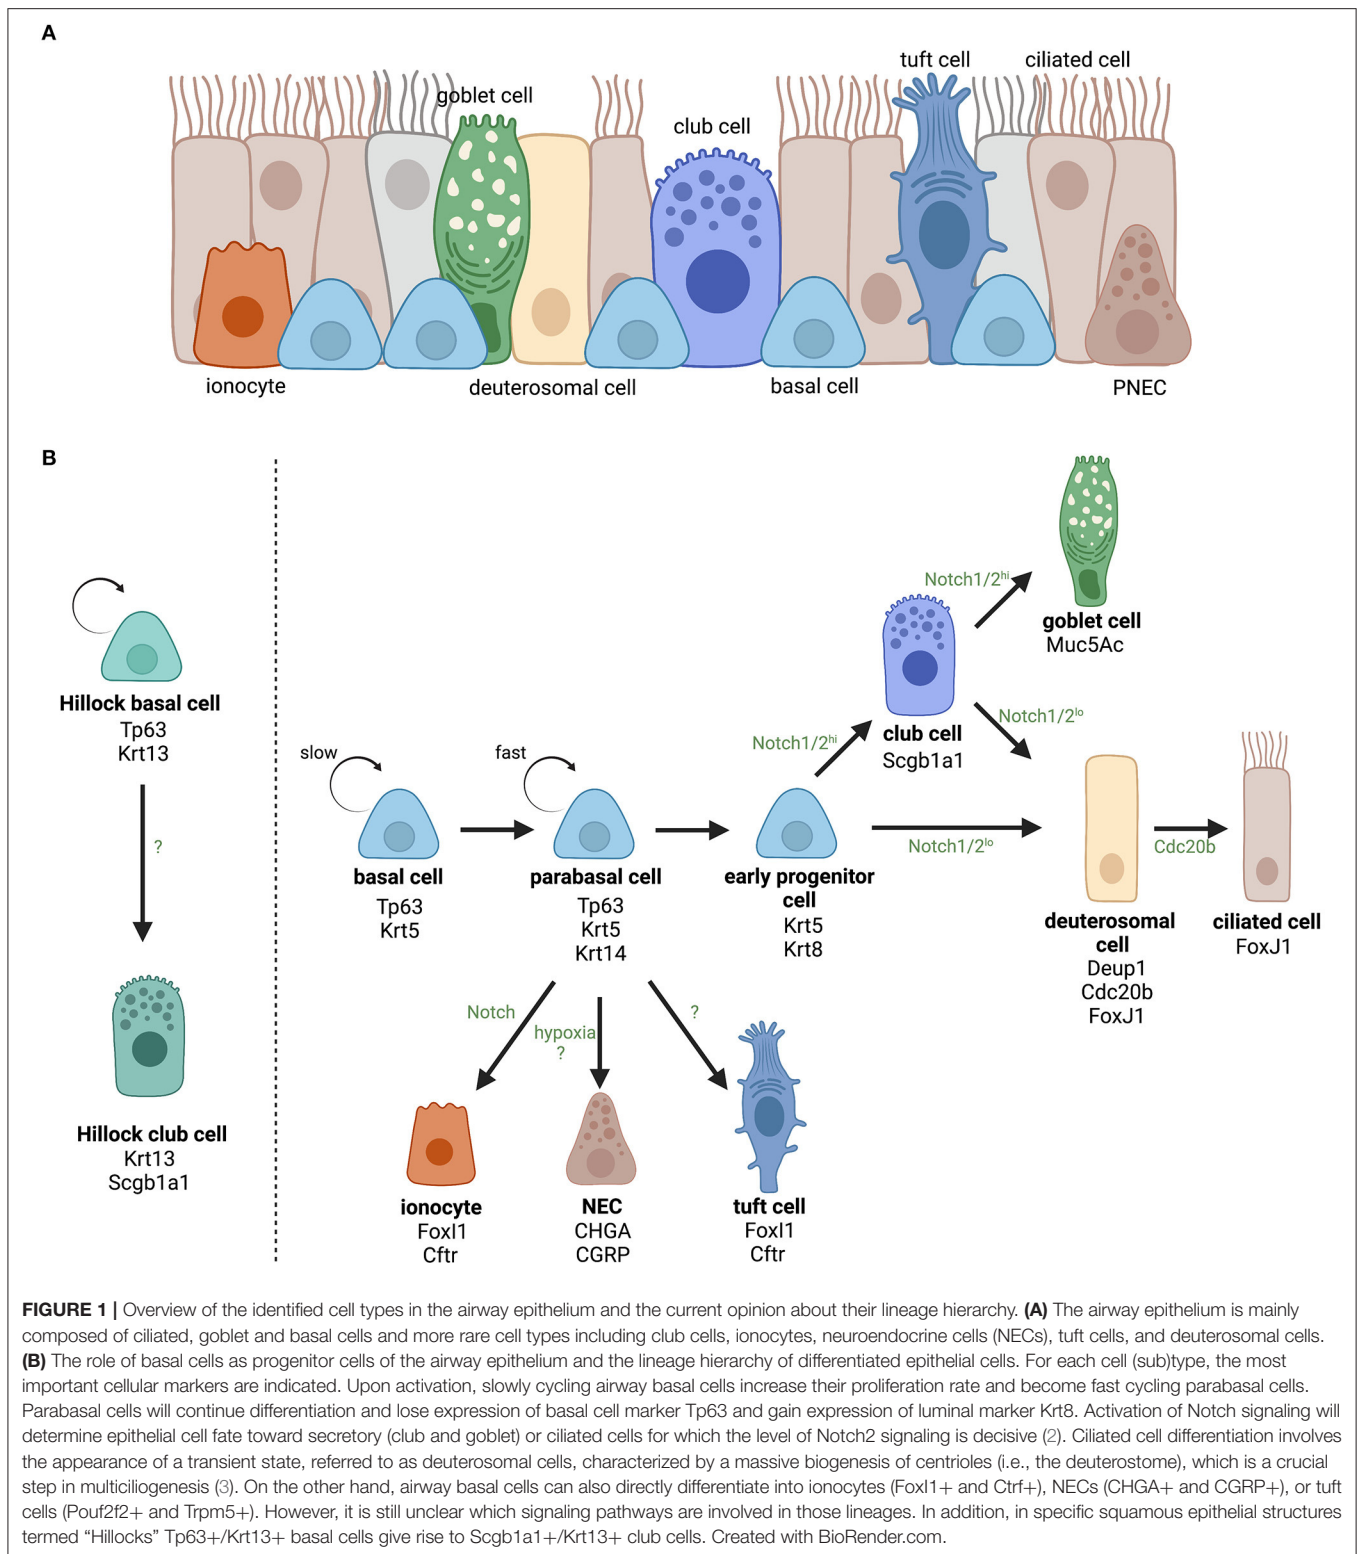 A
tuft cell
ciliated cell
goblet cell
club cell
ionocyte
deuterosomal cell
basal cell
PNEC
B
Notch1/2hi
goblet cell
Muc5Ac
Hillock basal cell
Tp63
Krt13
Notch1/2lo
club cell
Scgb1a1
Notch1/2hi
slow
fast
?
Notch1/2lo
Cdc20b
basal cell
Tp63
Krt5
parabasal cell
Tp63
Krt5
Krt14
early progenitor
cell
Krt5
Krt8
deuterosomal
cell
Deup1
Cdc20b
FoxJ1
ciliated cell
FoxJ1
Notch
hypoxia
?
?
Hillock club cell
Krt13
Scgb1a1
ionocyte
FoxI1
Cftr
NEC
CHGA
CGRP
tuft cell
FoxI1
Cftr
FIGURE 1 | Overview of the identified cell types in the airway epithelium and the current opinion about their lineage hierarchy. (A) The airway epithelium is mainly
composed of ciliated, goblet and basal cells and more rare cell types including club cells, ionocytes, neuroendocrine cells (NECs), tuft cells, and deuterosomal cells.
(B) The role of basal cells as progenitor cells of the airway epithelium and the lineage hierarchy of differentiated epithelial cells. For each cell (sub)type, the most
important cellular markers are indicated. Upon activation, slowly cycling airway basal cells increase their proliferation rate and become fast cycling parabasal cells.
Parabasal cells will continue differentiation and lose expression of basal cell marker Tp63 and gain expression of luminal marker Krt8. Activation of Notch signaling will
determine epithelial cell fate toward secretory (club and goblet) or ciliated cells for which the level of Notch2 signaling is decisive (2). Ciliated cell differentiation involves
the appearance of a transient state, referred to as deuterosomal cells, characterized by a massive biogenesis of centrioles (i.e., the deuterostome), which is a crucial
step in multiciliogenesis (3). On the other hand, airway basal cells can also directly differentiate into ionocytes (FoxI1+ and Ctrf+), NECs (CHGA+ and CGRP+), or tuft
cells (Pouf2f2+ and Trpm5+). However, it is still unclear which signaling pathways are involved in those lineages. In addition, in specific squamous epithelial structures
termed “Hillocks” Tp63+/Krt13+ basal cells give rise to Scgb1a1+/Krt13+ club cells. Created with BioRender.com.